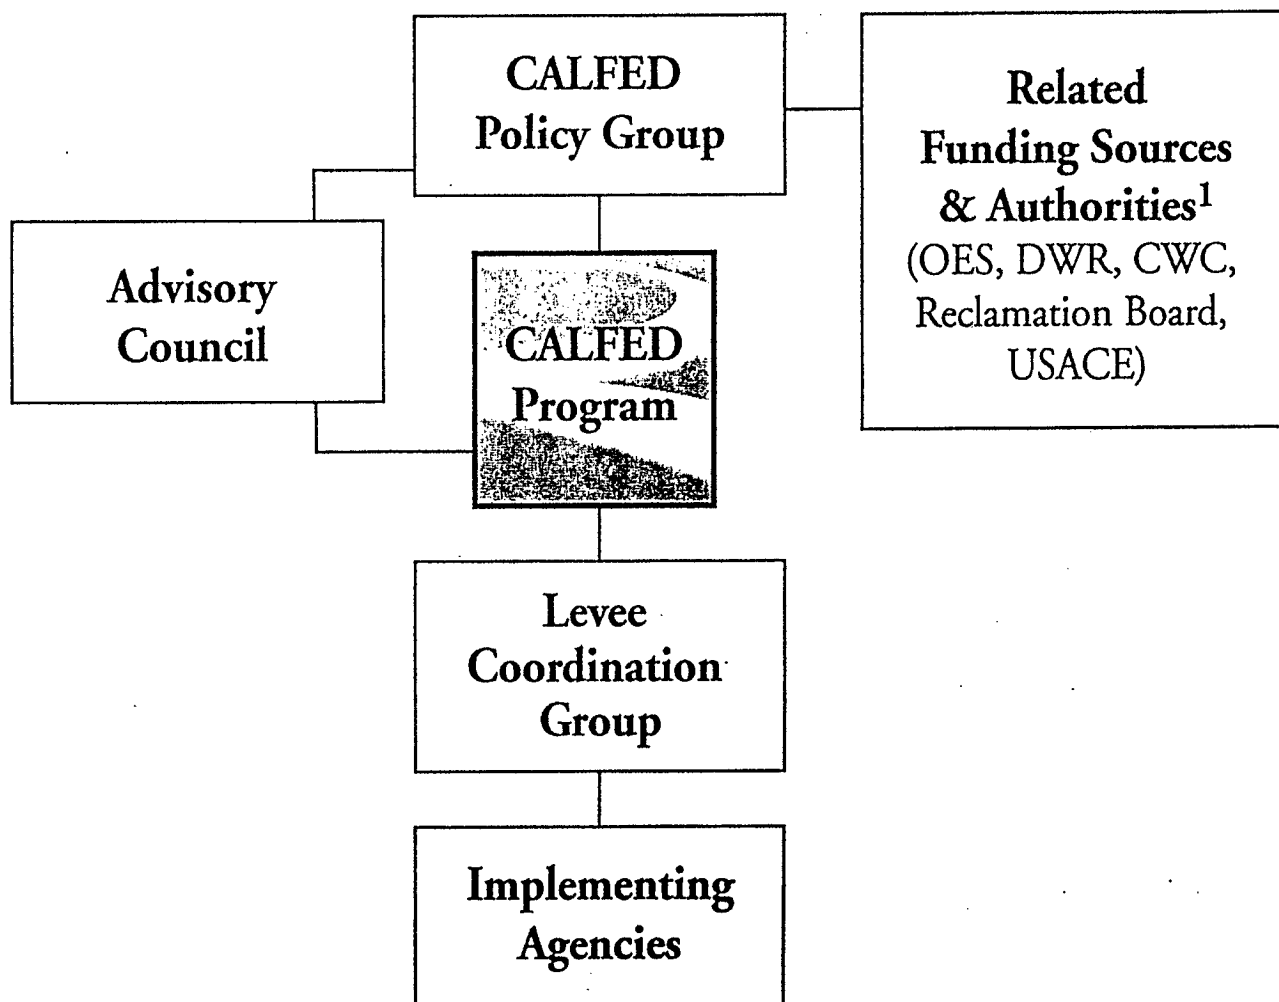 CALFED
Policy Group
Related
Funding Sources
& Authorities¹
(OES, DWR, CWC,
Reclamation Board,
USACE)
Advisory
Council
CALFED
Program
Levee
Coordination
Group
Implementing
Agencies